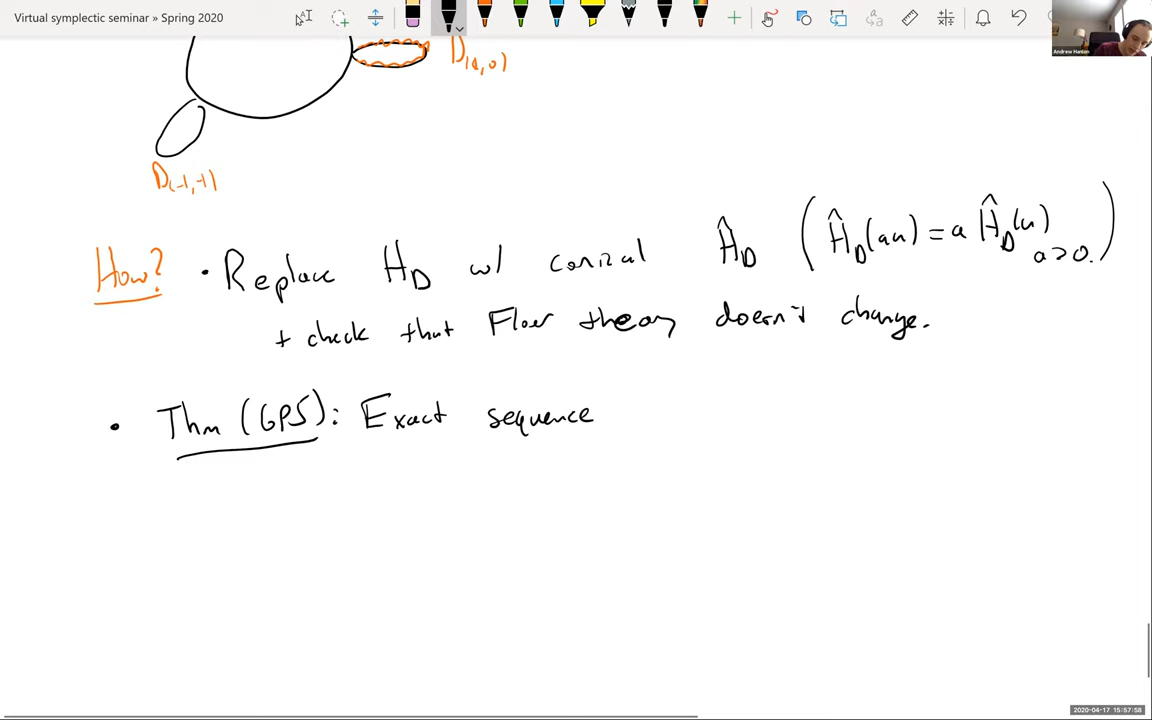 Virtual symplectic seminar » Spring 2020
Andrew Hanlon
D(1,0)
D(-1,-1)
How? • Replace H_D w/ conical Ĥ_D ( Ĥ_D(au) = a Ĥ_D(u) a>0. )
+ check that Floer theory doesn't change.
• Thm (GPS): Exact sequence
2020-04-17 15:57:58